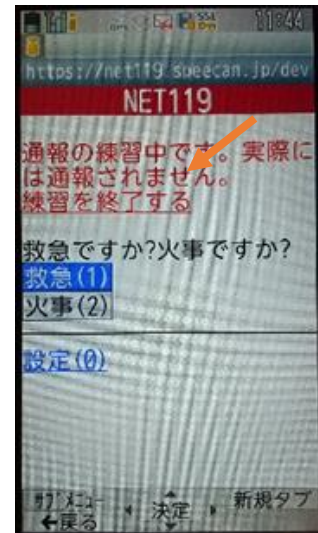 11:44
https://net119.speecan.jp/dev
NET119
通報の練習中です。実際に
は通報されません。
練習を終了する
救急ですか?火事ですか?
救急(1)
火事(2)
設定(0)
サブメニュー 決定 新規タブ
戻る